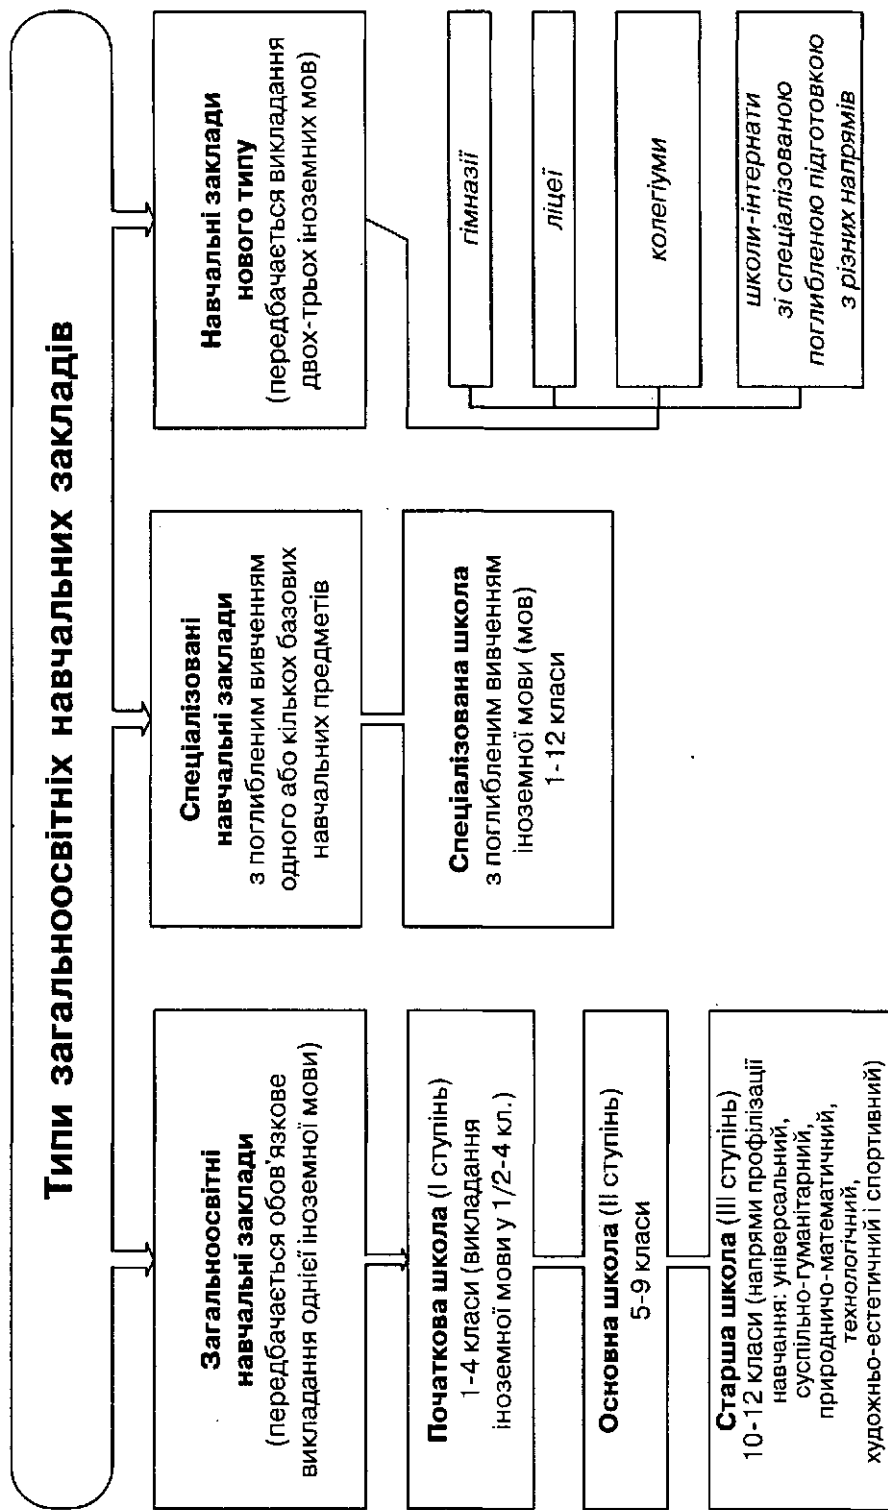 Типи загальноосвітніх навчальних закладів
Загальноосвітні
навчальні заклади
(передбачається обов'язкове
викладання однієї іноземної мови)
Початкова школа (І ступінь)
1-4 класи (викладання
іноземної мови у 1/2-4 кл.)
Основна школа (ІІ ступінь)
5-9 класи
Старша школа (ІІІ ступінь)
10-12 класи (напрями профілізації
навчання: універсальний,
суспільно-гуманітарний,
природничо-математичний,
технологічний,
художньо-естетичний і спортивний)
Спеціалізовані
навчальні заклади
з поглибленим вивченням
одного або кількох базових
навчальних предметів
Спеціалізована школа
з поглибленим вивченням
іноземної мови (мов)
1-12 класи
Навчальні заклади
нового типу
(передбачається викладання
двох-трьох іноземних мов)
гімназії
ліцеї
колегіуми
школи-інтернати
зі спеціалізованою
поглибленою підготовкою
з різних напрямів